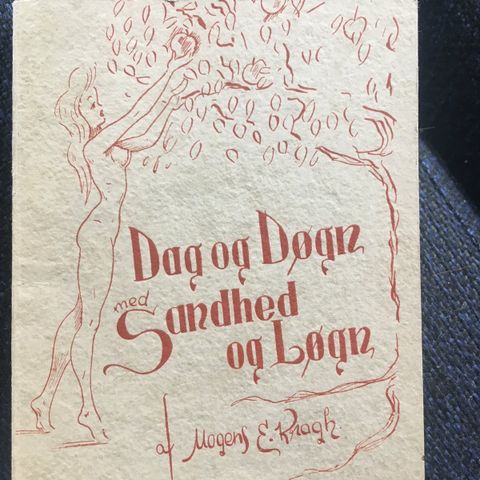 Dag og Døgn
med
Sandhed
og Løgn
af Mogens E. Kragh.